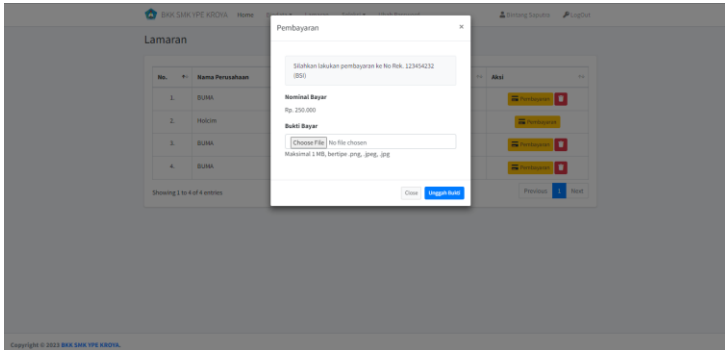 BKK SMK YPE KROYA Home
Bintang Saputra LogOut
Pembayaran ×
Lamaran
Silahkan lakukan pembayaran ke No Rek. 123454232
(BSI)
No. Nama Perusahaan Aksi
Nominal Bayar
1. BUMA Pembayaran
Rp. 250.000
2. Holcim Pembayaran
Bukti Bayar
Choose File No file chosen
3. BUMA Pembayaran
Maksimal 1 MB, bertipe .png, .jpeg, .jpg
4. BUMA Pembayaran
Showing 1 to 4 of 4 entries
Close Unggah Bukti
Previous 1 Next
Copyright © 2023 BKK SMK YPE KROYA.